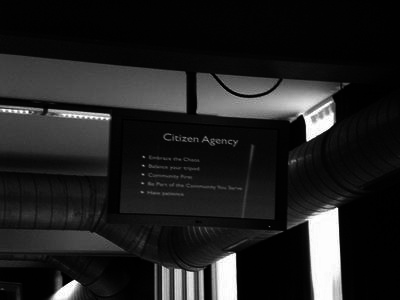 Citizen Agency
Embrace the Chaos
Balance your tripod
Community First
Be Part of the Community You Serve
Have patience